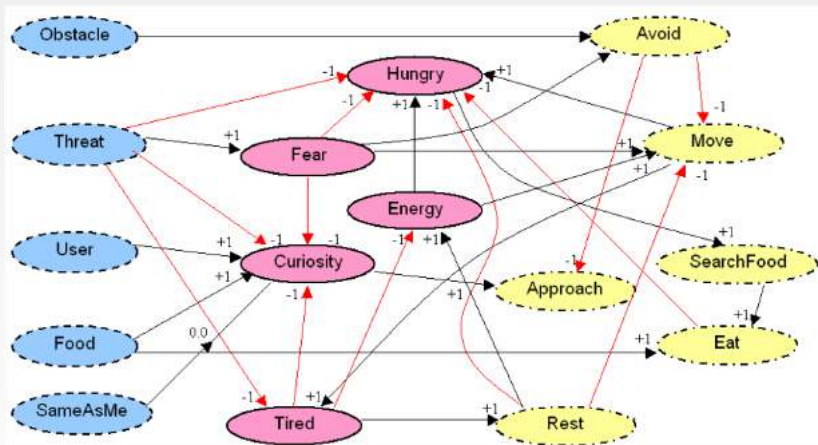 Obstacle
Avoid
Hungry
-1
+1
-1
-1
+1
-1
-1
-1
Threat
+1
Fear
+1
Move
+1
-1
Energy
User
+1
-1
-1
-1
+1
+1
Curiosity
SearchFood
+1
-1
+1
Approach
-1
0.0
+1
Food
+1
Eat
SameAsMe
-1
+1
Tired
+1
Rest